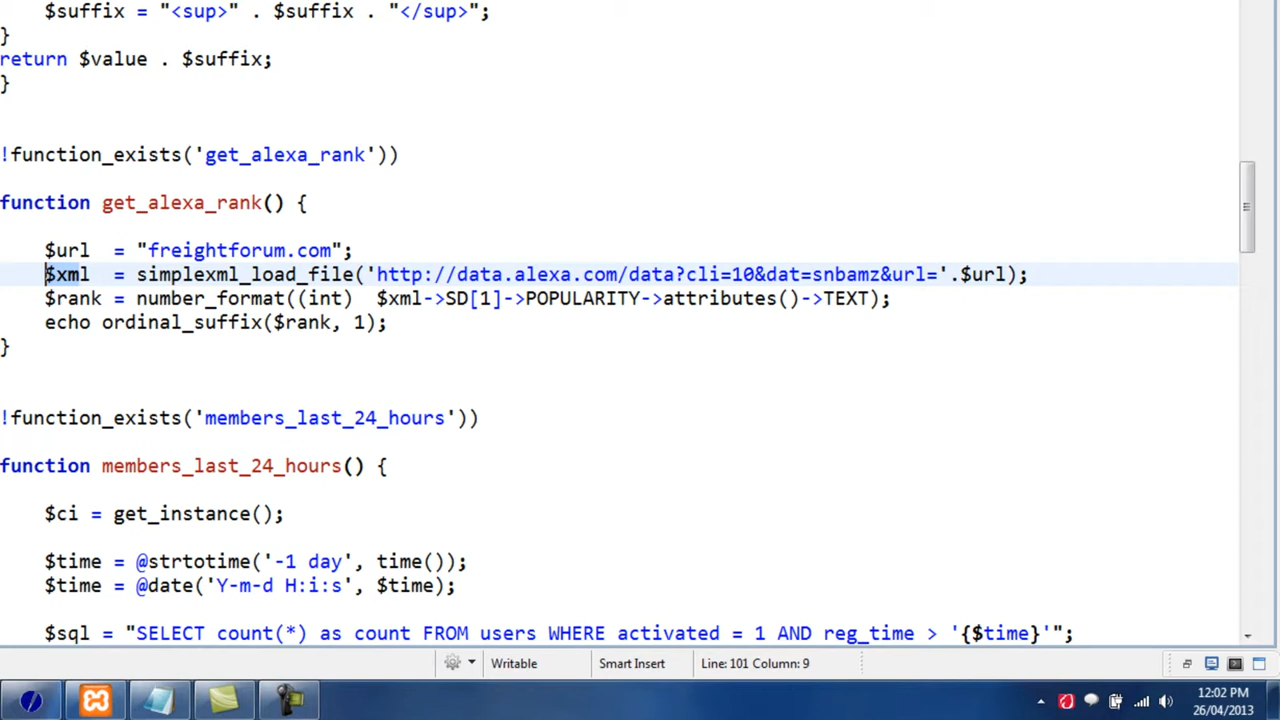 $suffix = "<sup>" . $suffix . "</sup>";
}
return $value . $suffix;
}
!function_exists('get_alexa_rank'))
function get_alexa_rank() {
$url = "freightforum.com";
$xml = simplexml_load_file('http://data.alexa.com/data?cli=10&dat=snbamz&url='.$url);
$rank = number_format((int) $xml->SD[1]->POPULARITY->attributes()->TEXT);
echo ordinal_suffix($rank, 1);
}
!function_exists('members_last_24_hours'))
function members_last_24_hours() {
$ci = get_instance();
$time = @strtotime('-1 day', time());
$time = @date('Y-m-d H:i:s', $time);
$sql = "SELECT count(*) as count FROM users WHERE activated = 1 AND reg_time > '{$time}'";
Writable Smart Insert Line: 101 Column: 9
12:02 PM
26/04/2013